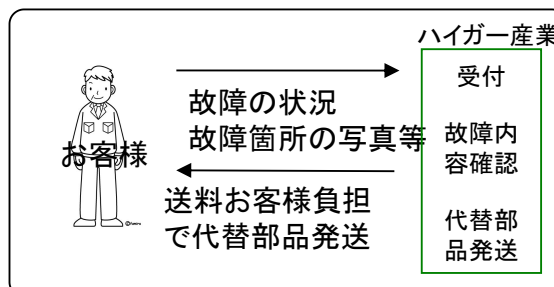 ハイガー産業
受付
故障の状況
故障箇所の写真等
故障内
容確認
お客様
送料お客様負担
で代替部品発送
代替部
品発送